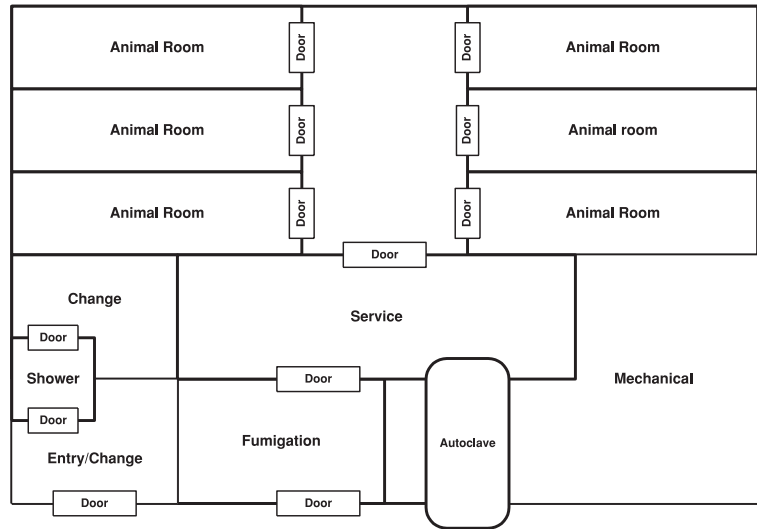 Animal Room
Door
Door
Animal Room
Animal Room
Door
Door
Animal room
Animal Room
Door
Door
Animal Room
Door
Change
Service
Door
Shower
Door
Mechanical
Door
Fumigation
Autoclave
Entry/Change
Door
Door